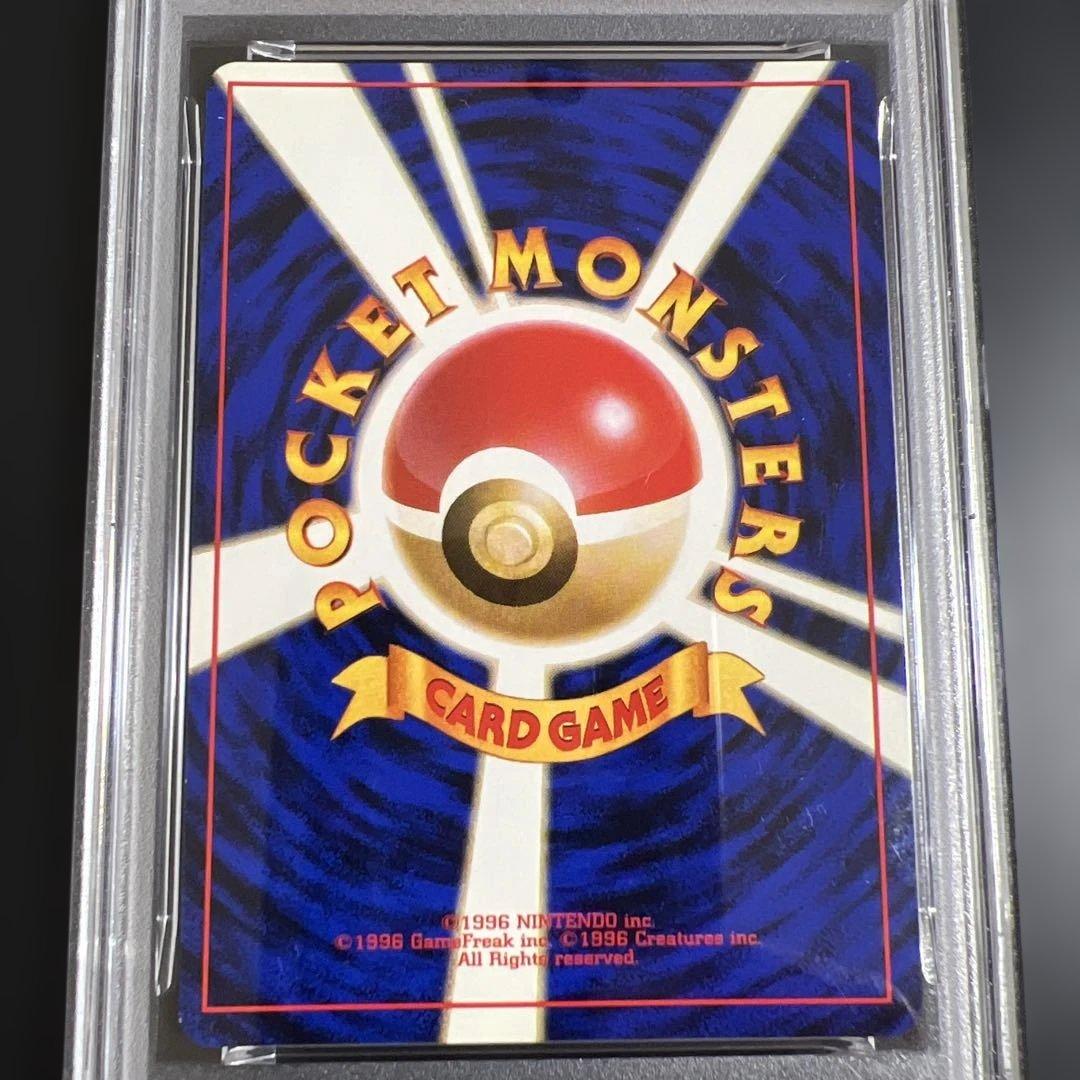 POCKET MONSTERS
CARD GAME
©1996 NINTENDO inc.
©1996 GameFreak inc. ©1996 Creatures inc.
All Rights reserved.